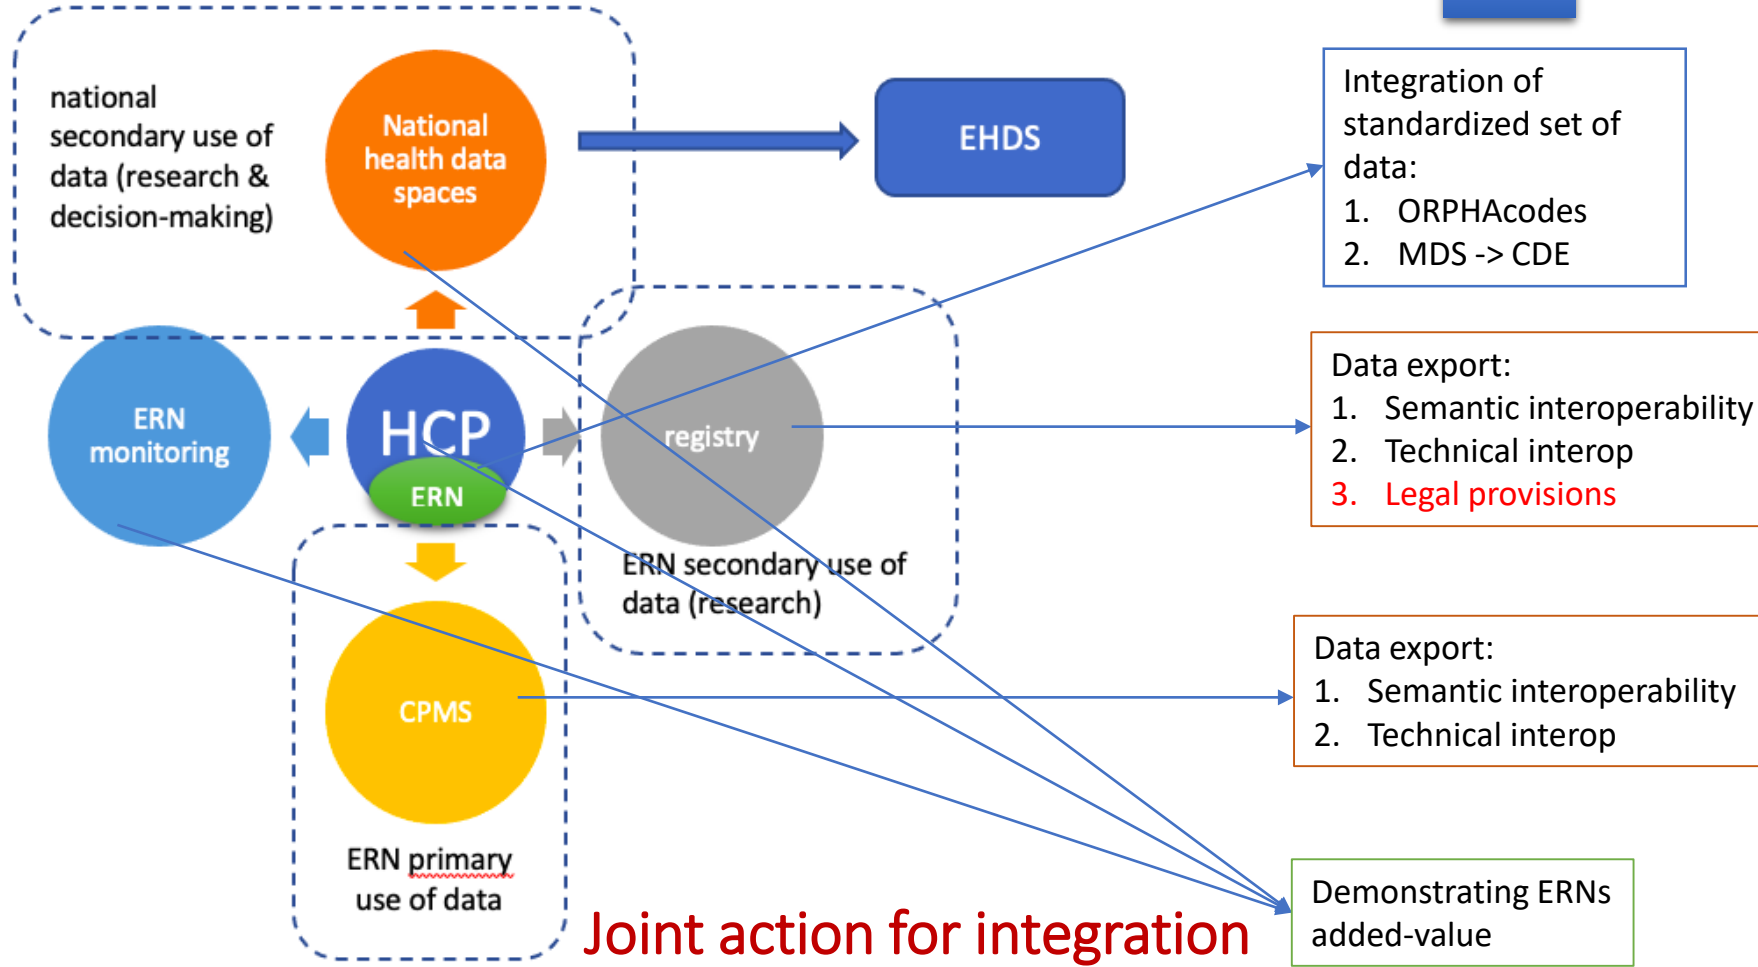 national
secondary use of
data (research &
decision-making)
National
health data
spaces
EHDS
Integration of
standardized set of
data:
1. ORPHAcodes
2. MDS -> CDE
ERN
monitoring
HCP
ERN
registry
ERN secondary use of
data (research)
Data export:
1. Semantic interoperability
2. Technical interop
3. Legal provisions
CPMS
ERN primary
use of data
Data export:
1. Semantic interoperability
2. Technical interop
Demonstrating ERNs
added-value
Joint action for integration